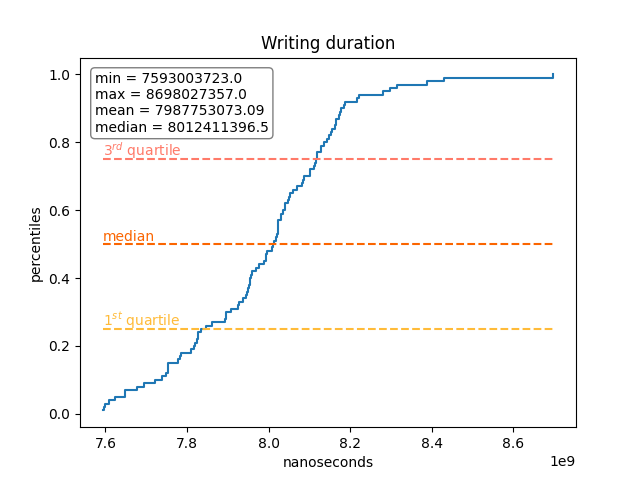 Writing duration
min = 7593003723.0
max = 8698027357.0
mean = 7987753073.09
median = 8012411396.5
1.0
0.8
0.6
0.4
0.2
0.0
percentiles
3rd quartile
median
1st quartile
7.6 7.8 8.0 8.2 8.4 8.6
nanoseconds
1e9